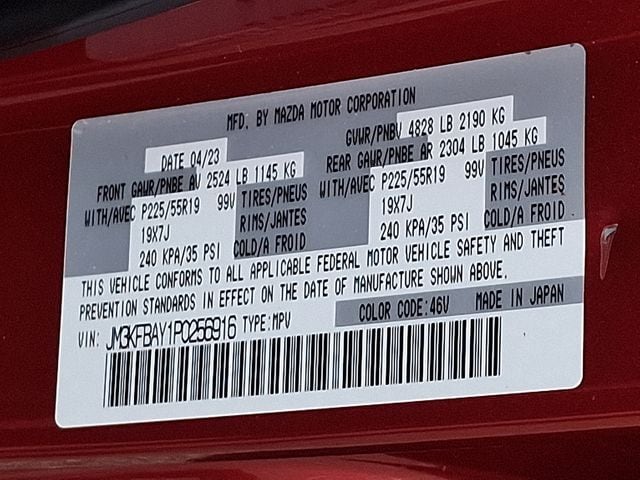 MFD. BY MAZDA MOTOR CORPORATION
DATE 04/23 GVWR/PNBV 4828 LB 2190 KG
FRONT GAWR/PNBE AV 2524 LB 1145 KG REAR GAWR/PNBE AR 2304 LB 1045 KG
WITH/AVEC P225/55R19 99V TIRES/PNEUS WITH/AVEC P225/55R19 99V TIRES/PNEUS
19X7J RIMS/JANTES 19X7J RIMS/JANTES
240 KPA/35 PSI COLD/A FROID 240 KPA/35 PSI COLD/A FROID
THIS VEHICLE CONFORMS TO ALL APPLICABLE FEDERAL MOTOR VEHICLE SAFETY AND THEFT
PREVENTION STANDARDS IN EFFECT ON THE DATE OF MANUFACTURE SHOWN ABOVE.
COLOR CODE:46V MADE IN JAPAN
VIN: JM3KFBAY1P0256916 TYPE:MPV